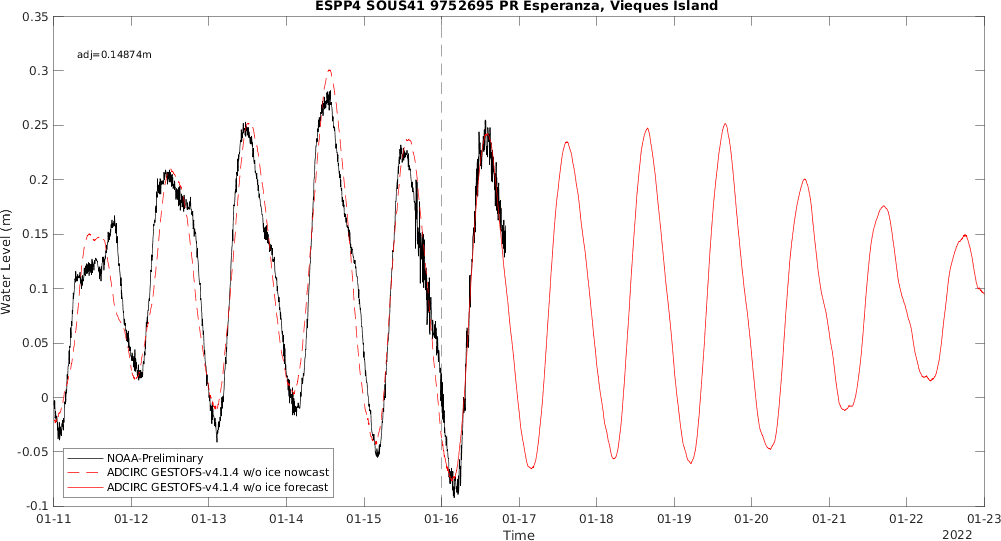 ESPP4 SOUS41 9752695 PR Esperanza, Vieques Island
adj=0.14874m
Water Level (m)
0.35
0.3
0.25
0.2
0.15
0.1
0.05
0
-0.05
-0.1
NOAA-Preliminary
ADCIRC GESTOFS-v4.1.4 w/o ice nowcast
ADCIRC GESTOFS-v4.1.4 w/o ice forecast
01-11 01-12 01-13 01-14 01-15 01-16 01-17 01-18 01-19 01-20 01-21 01-22 01-23
Time
2022